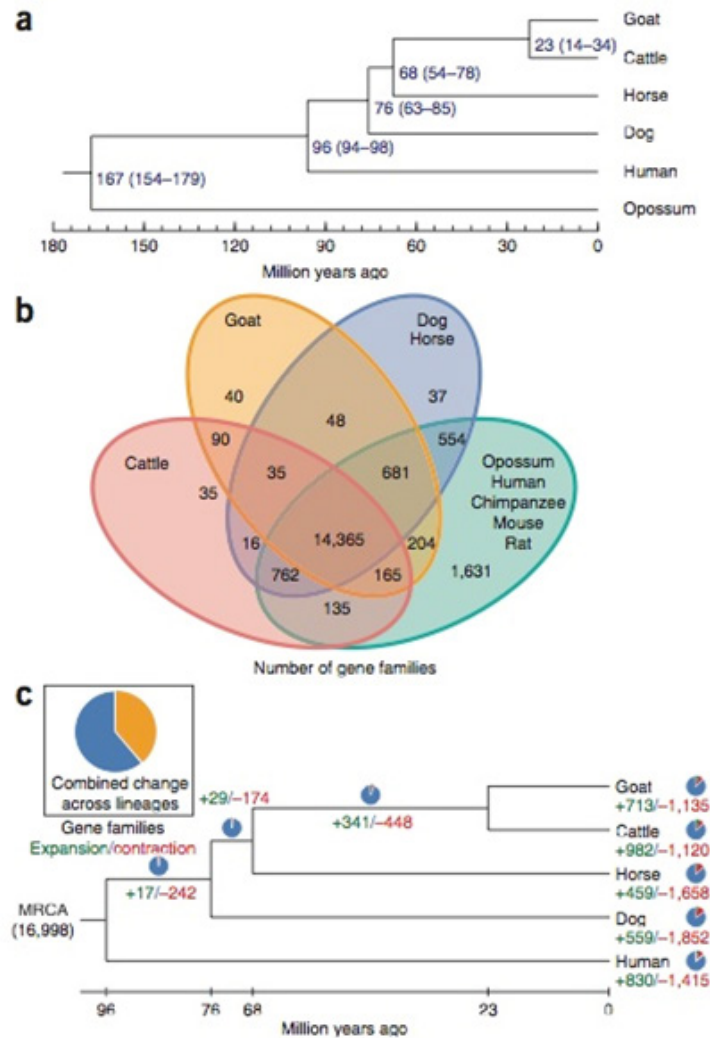 a
Goat
23 (14–34)
Cattle
68 (54–78)
Horse
76 (63–85)
Dog
96 (94–98)
Human
167 (154–179)
Opossum
180 150 120 90 60 30 0
Million years ago
b
Goat
Dog
Horse
40
37
48
90
554
Cattle
35
681
Opossum
Human
Chimpanzee
Mouse
Rat
35
16
14,365
204
762
165
1,631
135
Number of gene families
c
Combined change
across lineages
Gene families
Expansion/contraction
+29/–174
+341/–448
+17/–242
MRCA
(16,998)
Goat
+713/–1,135
Cattle
+982/–1,120
Horse
+459/–1,658
Dog
+559/–1,852
Human
+830/–1,415
96 76 68 23 0
Million years ago